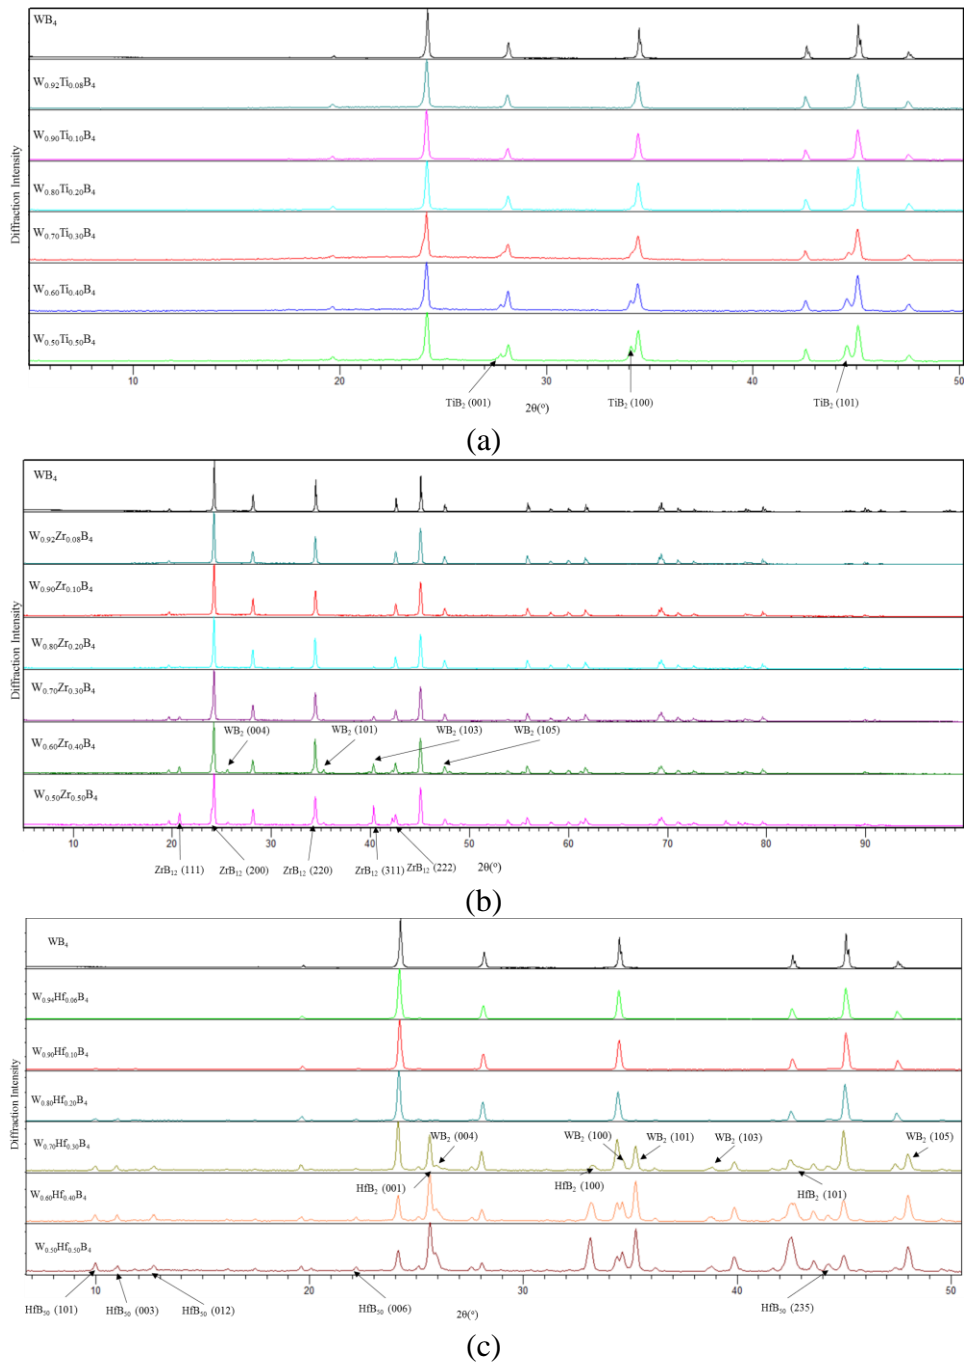 WB₄
W₀.₉₂Ti₀.₀₈B₄
W₀.₉₀Ti₀.₁₀B₄
W₀.₈₀Ti₀.₂₀B₄
W₀.₇₀Ti₀.₃₀B₄
W₀.₆₀Ti₀.₄₀B₄
W₀.₅₀Ti₀.₅₀B₄
Diffraction Intensity
10 20 30 40 50
TiB₂ (001) TiB₂ (100) TiB₂ (101)
2θ(°)
(a)
WB₄
W₀.₉₂Zr₀.₀₈B₄
W₀.₉₀Zr₀.₁₀B₄
W₀.₈₀Zr₀.₂₀B₄
W₀.₇₀Zr₀.₃₀B₄
WB₂ (004) WB₂ (101) WB₂ (103) WB₂ (105)
W₀.₆₀Zr₀.₄₀B₄
W₀.₅₀Zr₀.₅₀B₄
Diffraction Intensity
10 20 30 40 50 60 70 80 90 100
ZrB₁₂ (111) ZrB₁₂ (200) ZrB₁₂ (220) ZrB₁₂ (311) ZrB₁₂ (222)
2θ(°)
(b)
WB₄
W₀.₉₄Hf₀.₀₆B₄
W₀.₉₀Hf₀.₁₀B₄
W₀.₈₀Hf₀.₂₀B₄
W₀.₇₀Hf₀.₃₀B₄
WB₂ (004) WB₂ (100) WB₂ (101) WB₂ (103) WB₂ (105)
HfB₂ (001) HfB₂ (100) HfB₂ (101)
W₀.₆₀Hf₀.₄₀B₄
W₀.₅₀Hf₀.₅₀B₄
Diffraction Intensity
10 20 30 40 50
HfB₅₀ (101) HfB₅₀ (003) HfB₅₀ (012) HfB₅₀ (006) HfB₅₀ (235)
2θ(°)
(c)